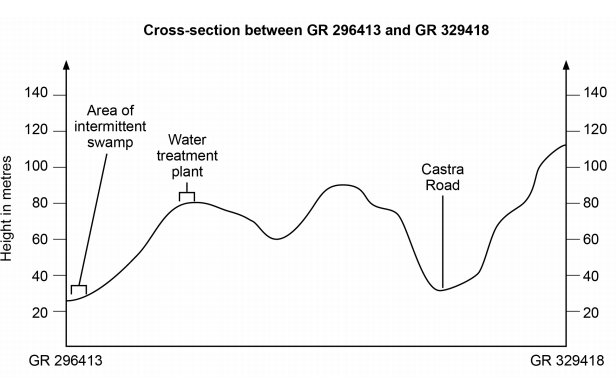 Cross-section between GR 296413 and GR 329418
Height in metres
140
120
100
80
60
40
20
Area of
intermittent
swamp
Water
treatment
plant
Castra
Road
140
120
100
80
60
40
20
GR 296413
GR 329418